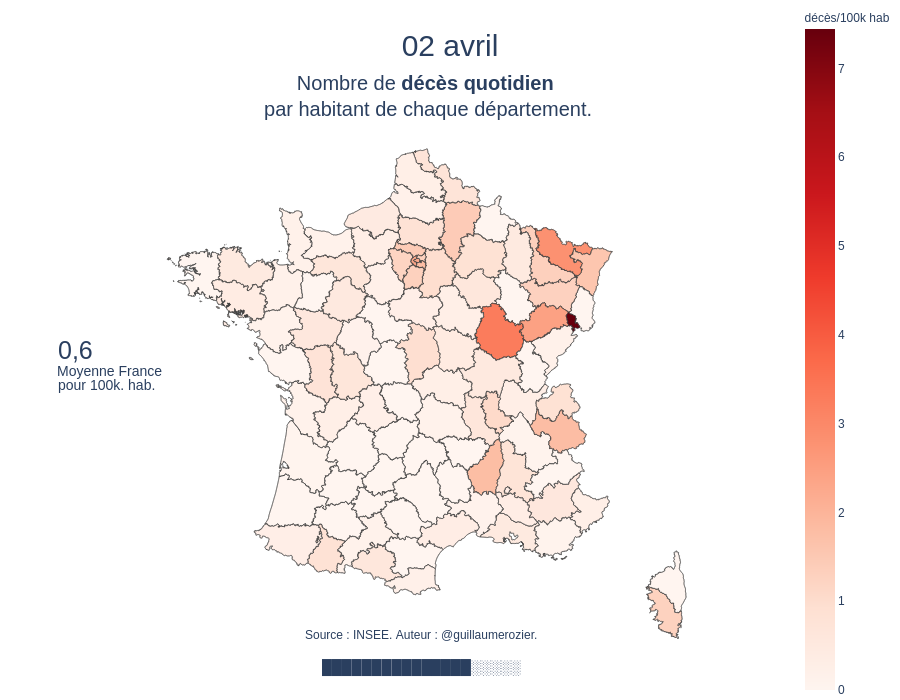 décès/100k hab
02 avril
Nombre de décès quotidien
par habitant de chaque département.
7
6
5
4
3
2
1
0
0,6
Moyenne France
pour 100k. hab.
Source : INSEE. Auteur : @guillaumerozier.